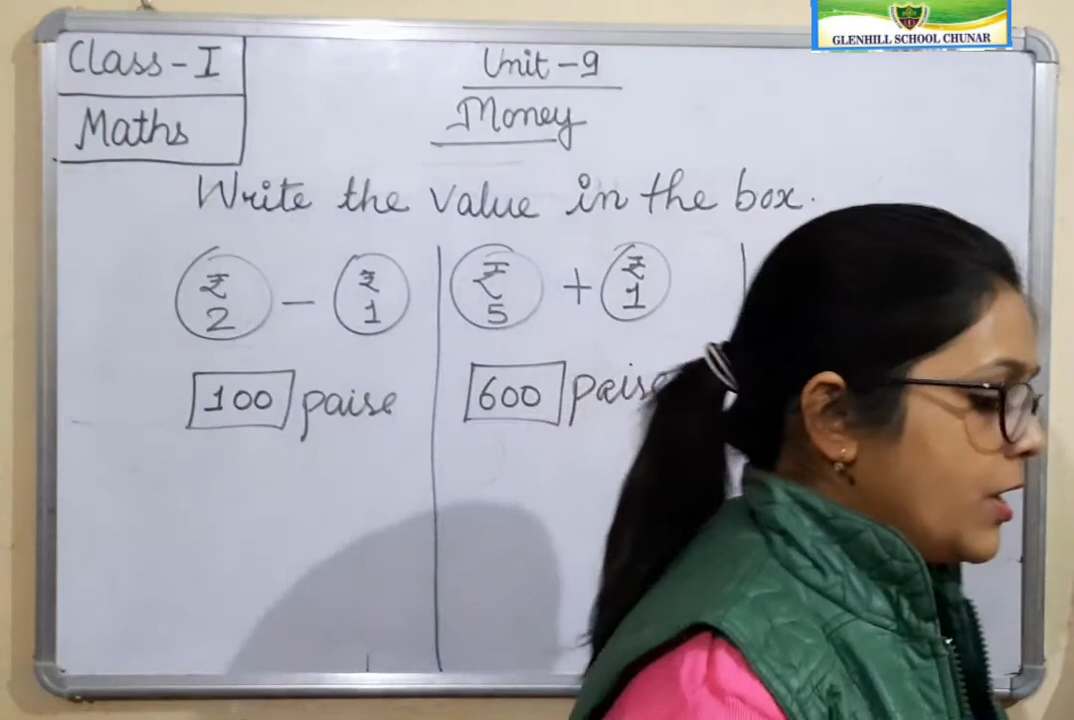 GLENHILL SCHOOL CHUNAR
Class-I
Maths
Unit-9
Money
Write the value in the box.
₹ 2 - ₹ 1
100 paise
₹ 5 + ₹ 1
600 paise